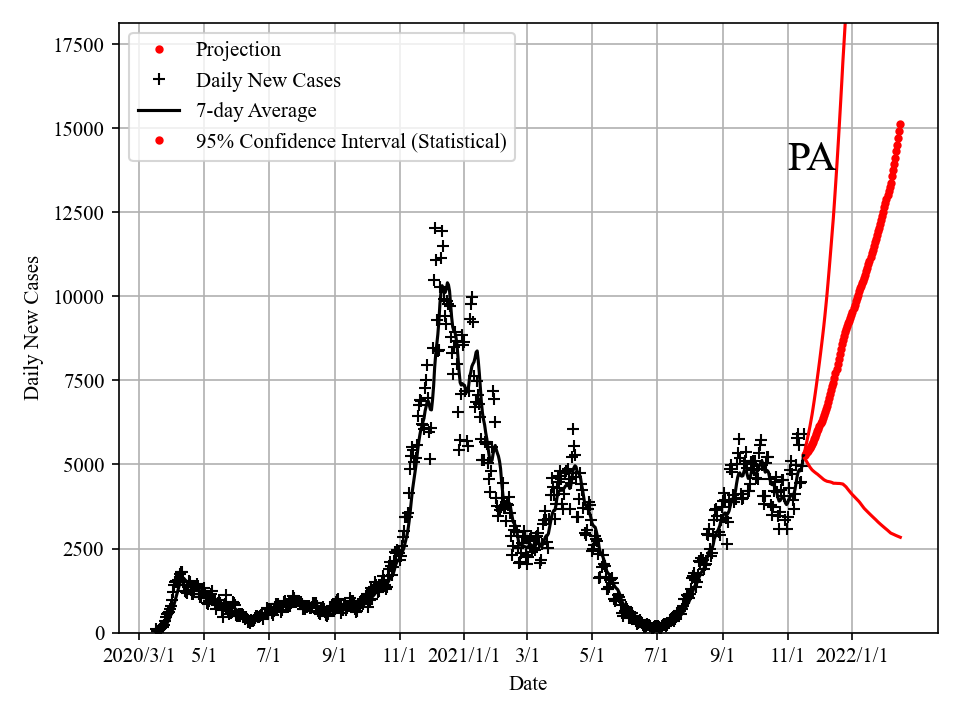 17500
15000
12500
10000
7500
5000
2500
0
Daily New Cases
Projection
Daily New Cases
7-day Average
95% Confidence Interval (Statistical)
PA
2020/3/1 5/1 7/1 9/1 11/1 2021/1/1 3/1 5/1 7/1 9/1 11/1 2022/1/1
Date